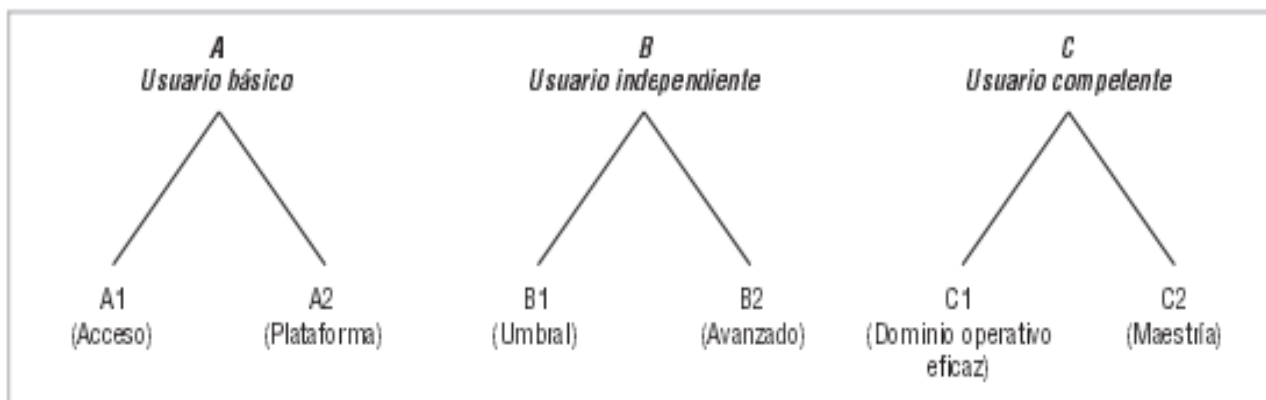 A
Usuario básico
B
Usuario independiente
C
Usuario competente
A1
(Acceso)
A2
(Plataforma)
B1
(Umbral)
B2
(Avanzado)
C1
(Dominio operativo
eficaz)
C2
(Maestría)